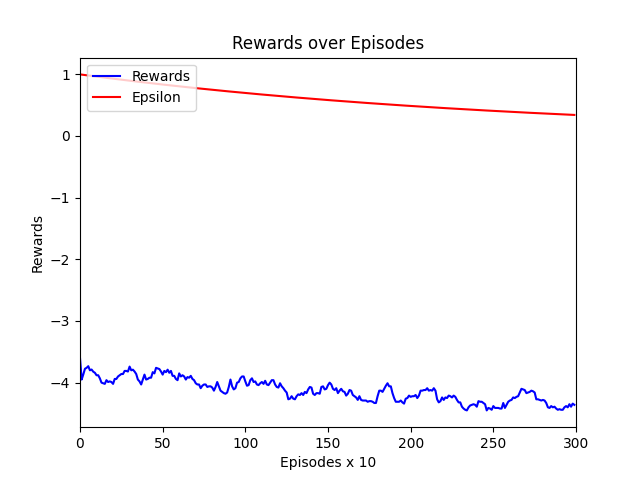 Rewards over Episodes
Rewards
Epsilon
1
0
−1
−2
−3
−4
Rewards
0 50 100 150 200 250 300
Episodes x 10